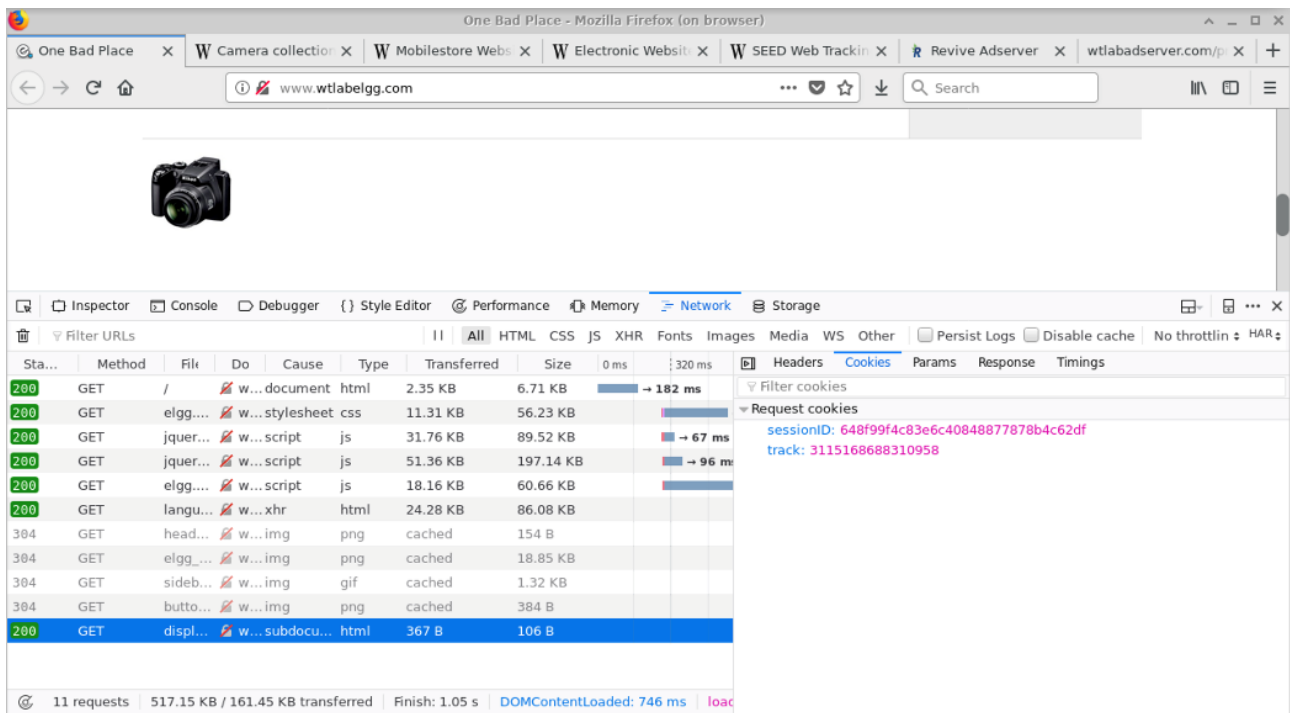 One Bad Place - Mozilla Firefox (on browser)
One Bad Place W Camera collection W Mobilestore Webs W Electronic Website W SEED Web Trackin R Revive Adserver wtlabadserver.com/p
www.wtlabelgg.com Search
Nikon
Inspector Console Debugger {} Style Editor Performance Memory Network Storage
Filter URLs All HTML CSS JS XHR Fonts Images Media WS Other Persist Logs Disable cache No throttlin HAR
Sta... Method File Do Cause Type Transferred Size 0 ms 320 ms Headers Cookies Params Response Timings
200 GET / w... document html 2.35 KB 6.71 KB → 182 ms Filter cookies
200 GET elgg.... w... stylesheet css 11.31 KB 56.23 KB Request cookies
200 GET jquer... w... script js 31.76 KB 89.52 KB → 67 ms sessionID: 648f99f4c83e6c40848877878b4c62df
200 GET jquer... w... script js 51.36 KB 197.14 KB → 96 ms track: 3115168688310958
200 GET elgg.... w... script js 18.16 KB 60.66 KB
200 GET langu... w... xhr html 24.28 KB 86.08 KB
304 GET head... w... img png cached 154 B
304 GET elgg_... w... img png cached 18.85 KB
304 GET sideb... w... img gif cached 1.32 KB
304 GET butto... w... img png cached 384 B
200 GET displ... w... subdocu... html 367 B 106 B
11 requests 517.15 KB / 161.45 KB transferred Finish: 1.05 s DOMContentLoaded: 746 ms load